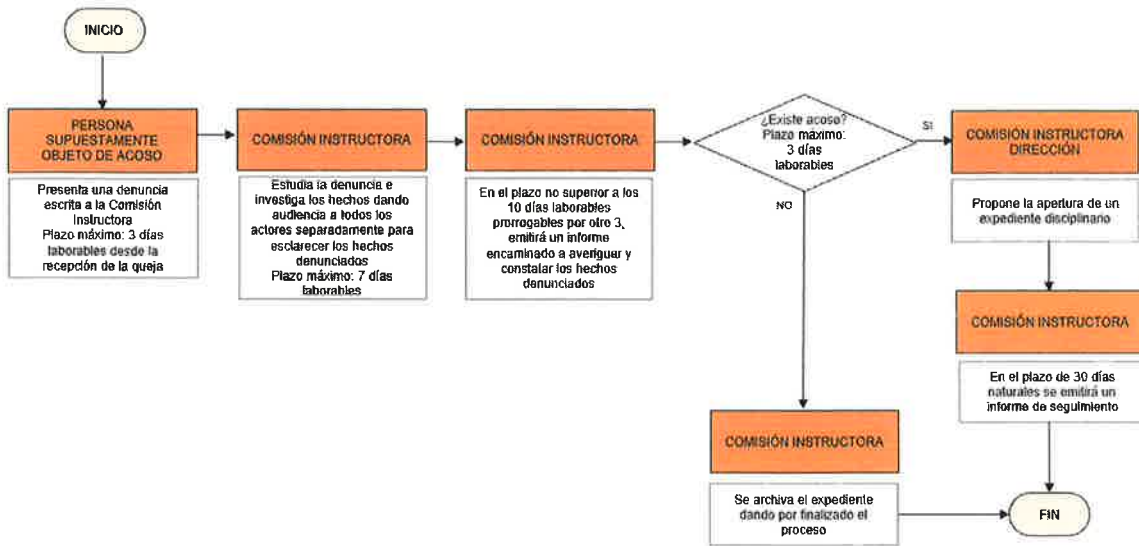 INICIO
PERSONA
SUPUESTAMENTE
OBJETO DE ACOSO
Presenta una denuncia
escrita a la Comisión
Instructora
Plazo máximo: 3 días
laborables desde la
recepción de la queja
COMISIÓN INSTRUCTORA
Estudia la denuncia e
investiga los hechos dando
audiencia a todos los
actores separadamente para
esclarecer los hechos
denunciados
Plazo máximo: 7 días
laborables
COMISIÓN INSTRUCTORA
En el plazo no superior a los
10 días laborables
prorrogables por otro 3,
emitirá un informe
encaminado a averiguar y
constatar los hechos
denunciados
¿Existe acoso?
Plazo máximo:
3 días
laborables
SI
NO
COMISIÓN INSTRUCTORA
DIRECCIÓN
Propone la apertura de un
expediente disciplinario
COMISIÓN INSTRUCTORA
En el plazo de 30 días
naturales se emitirá un
informe de seguimiento
COMISIÓN INSTRUCTORA
Se archiva el expediente
dando por finalizado el
proceso
FIN